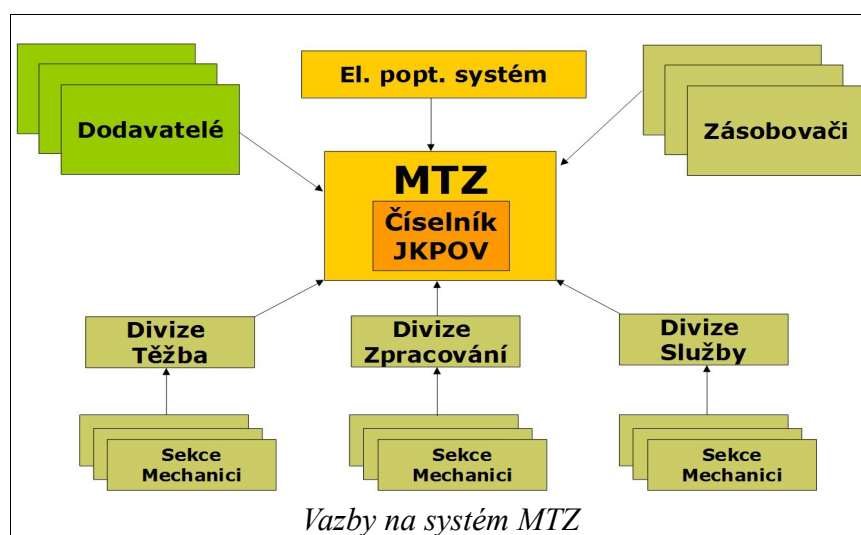 El. popt. systém
Dodavatelé
Zásobovači
MTZ
Číselník
JKPOV
Divize
Těžba
Divize
Zpracování
Divize
Služby
Sekce
Mechanici
Sekce
Mechanici
Sekce
Mechanici
Vazby na systém MTZ